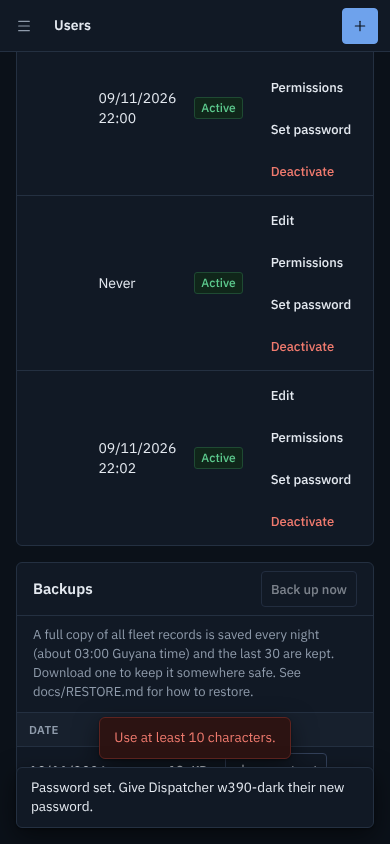 Users
+
09/11/2026
22:00
Active
Permissions
Set password
Deactivate
Never
Active
Edit
Permissions
Set password
Deactivate
09/11/2026
22:02
Active
Edit
Permissions
Set password
Deactivate
Backups
Back up now
A full copy of all fleet records is saved every night
(about 03:00 Guyana time) and the last 30 are kept.
Download one to keep it somewhere safe. See
docs/RESTORE.md for how to restore.
DATE
Use at least 10 characters.
Password set. Give Dispatcher w390-dark their new
password.